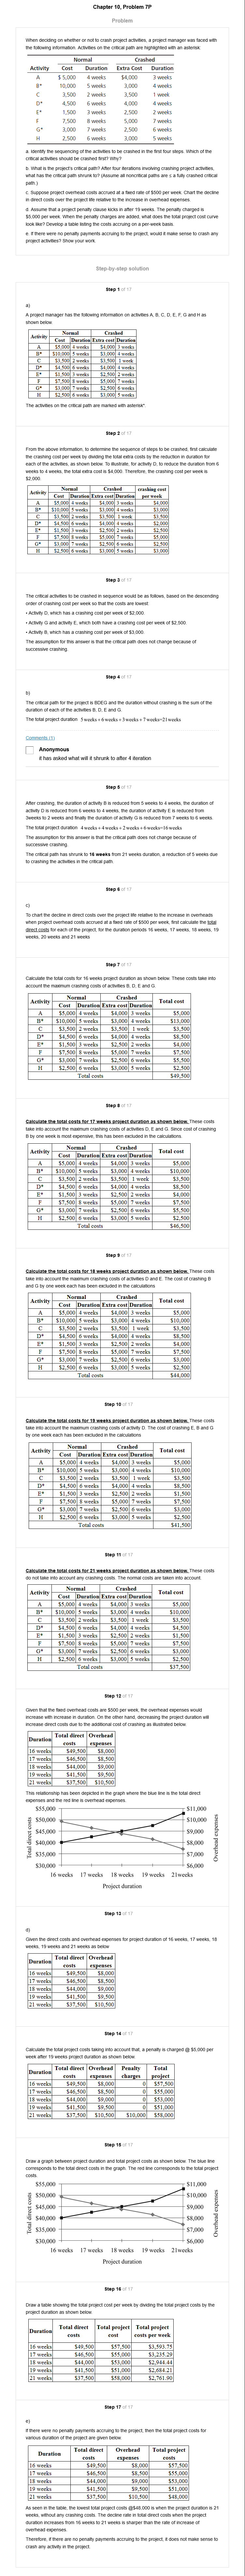 Chapter 10, Problem 7P
Problem
When deciding on whether or not to crash project activities, a project manager was faced with
the following information. Activities on the critical path are highlighted with an asterisk:
Normal Crashed
Activity Cost Duration Extra Cost Duration
A $ 5,000 4 weeks $4,000 3 weeks
B* 10,000 5 weeks 3,000 4 weeks
C 3,500 2 weeks 3,500 1 week
D* 4,500 6 weeks 4,000 4 weeks
E* 1,500 3 weeks 2,500 2 weeks
F 7,500 8 weeks 5,000 7 weeks
G* 3,000 7 weeks 2,500 6 weeks
H 2,500 6 weeks 3,000 5 weeks
a. Identify the sequencing of the activities to be crashed in the first four steps. Which of the
critical activities should be crashed first? Why?
b. What is the project's critical path? After four iterations involving crashing project activities,
what has the critical path shrunk to? (Assume all noncritical paths are ≤ a fully crashed critical
path.)
c. Suppose project overhead costs accrued at a fixed rate of $500 per week. Chart the decline
in direct costs over the project life relative to the increase in overhead expenses.
d. Assume that a project penalty clause kicks in after 19 weeks. The penalty charged is
$5,000 per week. When the penalty charges are added, what does the total project cost curve
look like? Develop a table listing the costs accruing on a per-week basis.
e. If there were no penalty payments accruing to the project, would it make sense to crash any
project activities? Show your work.
Step-by-step solution
Step 1 of 17
a)
A project manager has the following information on activities A, B, C, D, E, F, G and H as
shown below.
Activity Normal Crashed
Cost Duration Extra cost Duration
A $5,000 4 weeks $4,000 3 weeks
B* $10,000 5 weeks $3,000 4 weeks
C $3,500 2 weeks $3,500 1 week
D* $4,500 6 weeks $4,000 4 weeks
E* $1,500 3 weeks $2,500 2 weeks
F $7,500 8 weeks $5,000 7 weeks
G* $3,000 7 weeks $2,500 6 weeks
H $2,500 6 weeks $3,000 5 weeks
The activities on the critical path are marked with asterisk*.
Step 2 of 17
From the above information, to determine the sequence of steps to be crashed, first calculate
the crashing cost per week by dividing the total extra costs by the reduction in duration for
each of the activities, as shown below. To illustrate, for activity D, to reduce the duration from 6
weeks to 4 weeks, the total extra cost is $4,000. Therefore, the crashing cost per week is
$2,000.
Activity Normal Crashed crashing cost per week
Cost Duration Extra cost Duration
A $5,000 4 weeks $4,000 3 weeks $4,000
B* $10,000 5 weeks $3,000 4 weeks $3,000
C $3,500 2 weeks $3,500 1 week $3,500
D* $4,500 6 weeks $4,000 4 weeks $2,000
E* $1,500 3 weeks $2,500 2 weeks $2,500
F $7,500 8 weeks $5,000 7 weeks $5,000
G* $3,000 7 weeks $2,500 6 weeks $2,500
H $2,500 6 weeks $3,000 5 weeks $3,000
Step 3 of 17
The critical activities to be crashed in sequence would be as follows, based on the descending
order of crashing cost per week so that the costs are lowest:
• Activity D, which has a crashing cost per week of $2,000.
• Activity G and activity E, which both have a crashing cost per week of $2,500.
• Activity B, which has a crashing cost per week of $3,000.
The assumption for this answer is that the critical path does not change because of
successive crashing.
Step 4 of 17
b)
The critical path for the project is BDEG and the duration without crashing is the sum of the
duration of each of the activities B, D, E and G.
The total project duration 5 weeks + 6 weeks + 3 weeks + 7 weeks=21 weeks
Comments (1)
Anonymous
it has asked what will it shrunk to after 4 iteration
Step 5 of 17
After crashing, the duration of activity B is reduced from 5 weeks to 4 weeks, the duration of
activity D is reduced from 6 weeks to 4 weeks, the duration of activity E is reduced from
3weeks to 2 weeks and finally the duration of activity G is reduced from 7 weeks to 6 weeks.
The total project duration 4 weeks + 4 weeks + 2 weeks + 6 weeks=16 weeks
The assumption for this answer is that the critical path does not change because of
successive crashing.
The critical path has shrunk to 16 weeks from 21 weeks duration, a reduction of 5 weeks due
to crashing the activities in the critical path.
Step 6 of 17
c)
To chart the decline in direct costs over the project life relative to the increase in overheads
when project overhead costs accrued at a fixed rate of $500 per week, first calculate the total
direct costs for each of the project, for the duration periods 16 weeks, 17 weeks, 18 weeks, 19
weeks, 20 weeks and 21 weeks
Step 7 of 17
Calculate the total costs for 16 weeks project duration as shown below. These costs take into
account the maximum crashing costs of activities B, D, E and G.
Activity Normal Crashed Total cost
Cost Duration Extra cost Duration
A $5,000 4 weeks $4,000 3 weeks $5,000
B* $10,000 5 weeks $3,000 4 weeks $13,000
C $3,500 2 weeks $3,500 1 week $3,500
D* $4,500 6 weeks $4,000 4 weeks $8,500
E* $1,500 3 weeks $2,500 2 weeks $4,000
F $7,500 8 weeks $5,000 7 weeks $7,500
G* $3,000 7 weeks $2,500 6 weeks $5,500
H $2,500 6 weeks $3,000 5 weeks $2,500
Total costs $49,500
Step 8 of 17
Calculate the total costs for 17 weeks project duration as shown below. These costs
take into account the maximum crashing costs of activities D, E and G. Since cost of crashing
B by one week is most expensive, this has been excluded in the calculations.
Activity Normal Crashed Total cost
Cost Duration Extra cost Duration
A $5,000 4 weeks $4,000 3 weeks $5,000
B* $10,000 5 weeks $3,000 4 weeks $10,000
C $3,500 2 weeks $3,500 1 week $3,500
D* $4,500 6 weeks $4,000 4 weeks $8,500
E* $1,500 3 weeks $2,500 2 weeks $4,000
F $7,500 8 weeks $5,000 7 weeks $7,500
G* $3,000 7 weeks $2,500 6 weeks $5,500
H $2,500 6 weeks $3,000 5 weeks $2,500
Total costs $46,500
Step 9 of 17
Calculate the total costs for 18 weeks project duration as shown below. These costs
take into account the maximum crashing costs of activities D and E. The cost of crashing B
and G by one week each has been excluded in the calculations
Activity Normal Crashed Total cost
Cost Duration Extra cost Duration
A $5,000 4 weeks $4,000 3 weeks $5,000
B* $10,000 5 weeks $3,000 4 weeks $10,000
C $3,500 2 weeks $3,500 1 week $3,500
D* $4,500 6 weeks $4,000 4 weeks $8,500
E* $1,500 3 weeks $2,500 2 weeks $4,000
F $7,500 8 weeks $5,000 7 weeks $7,500
G* $3,000 7 weeks $2,500 6 weeks $3,000
H $2,500 6 weeks $3,000 5 weeks $2,500
Total costs $44,000
Step 10 of 17
Calculate the total costs for 19 weeks project duration as shown below. These costs
take into account the maximum crashing costs of activity D. The cost of crashing E, B and G
by one week each has been excluded in the calculations
Activity Normal Crashed Total cost
Cost Duration Extra cost Duration
A $5,000 4 weeks $4,000 3 weeks $5,000
B* $10,000 5 weeks $3,000 4 weeks $10,000
C $3,500 2 weeks $3,500 1 week $3,500
D* $4,500 6 weeks $4,000 4 weeks $8,500
E* $1,500 3 weeks $2,500 2 weeks $1,500
F $7,500 8 weeks $5,000 7 weeks $7,500
G* $3,000 7 weeks $2,500 6 weeks $3,000
H $2,500 6 weeks $3,000 5 weeks $2,500
Total costs $41,500
Step 11 of 17
Calculate the total costs for 21 weeks project duration as shown below. These costs
do not take into account any crashing costs. The normal costs are taken into account.
Activity Normal Crashed Total cost
Cost Duration Extra cost Duration
A $5,000 4 weeks $4,000 3 weeks $5,000
B* $10,000 5 weeks $3,000 4 weeks $10,000
C $3,500 2 weeks $3,500 1 week $3,500
D* $4,500 6 weeks $4,000 4 weeks $4,500
E* $1,500 3 weeks $2,500 2 weeks $1,500
F $7,500 8 weeks $5,000 7 weeks $7,500
G* $3,000 7 weeks $2,500 6 weeks $3,000
H $2,500 6 weeks $3,000 5 weeks $2,500
Total costs $37,500
Step 12 of 17
Given that the fixed overhead costs are $500 per week, the overhead expenses would
increase with increase in duration. On the other hand, decreasing the project duration will
increase direct costs due to the additional cost of crashing as illustrated below.
Duration Total direct costs Overhead expenses
16 weeks $49,500 $8,000
17 weeks $46,500 $8,500
18 weeks $44,000 $9,000
19 weeks $41,500 $9,500
21 weeks $37,500 $10,500
This relationship has been depicted in the graph where the blue line is the total direct
expenses and the red line is overhead expenses.
Total direct costs
$55,000
$50,000
$45,000
$40,000
$35,000
$30,000
$11,000
$10,000
$9,000
$8,000
$7,000
$6,000
Overhead expenses
16 weeks 17 weeks 18 weeks 19 weeks 21weeks
Project duration
Step 13 of 17
d)
Given the direct costs and overhead expenses for project duration of 16 weeks, 17 weeks, 18
weeks, 19 weeks and 21 weeks as below
Duration Total direct costs Overhead expenses
16 weeks $49,500 $8,000
17 weeks $46,500 $8,500
18 weeks $44,000 $9,000
19 weeks $41,500 $9,500
21 weeks $37,500 $10,500
Step 14 of 17
Calculate the total project costs taking into account that, a penalty is charged @ $5,000 per
week after 19 weeks project duration as shown below.
Duration Total direct costs Overhead expenses Penalty charges Total project
16 weeks $49,500 $8,000 0 $57,500
17 weeks $46,500 $8,500 0 $55,000
18 weeks $44,000 $9,000 0 $53,000
19 weeks $41,500 $9,500 0 $51,000
21 weeks $37,500 $10,500 $10,000 $58,000
Step 15 of 17
Draw a graph between project duration and total project costs as shown below. The blue line
corresponds to the total direct costs in the graph. The red line corresponds to the total project
costs.
Total direct costs
$55,000
$50,000
$45,000
$40,000
$35,000
$30,000
$11,000
$10,000
$9,000
$8,000
$7,000
$6,000
Overhead expenses
16 weeks 17 weeks 18 weeks 19 weeks 21weeks
Project duration
Step 16 of 17
Draw a table showing the total project cost per week by dividing the total project costs by the
project duration as shown below.
Duration Total direct costs Total project cost Total project costs per week
16 weeks $49,500 $57,500 $3,593.75
17 weeks $46,500 $55,000 $3,235.29
18 weeks $44,000 $53,000 $2,944.44
19 weeks $41,500 $51,000 $2,684.21
21 weeks $37,500 $58,000 $2,761.90
Step 17 of 17
e)
If there were no penalty payments accruing to the project, then the total project costs for
various duration of the project are given below.
Duration Total direct costs Overhead expenses Total project costs
16 weeks $49,500 $8,000 $57,500
17 weeks $46,500 $8,500 $55,000
18 weeks $44,000 $9,000 $53,000
19 weeks $41,500 $9,500 $51,000
21 weeks $37,500 $10,500 $48,000
As seen in the table, the lowest total project costs @$48,000 is when the project duration is 21
weeks, without any crashing costs. The decline rate in total direct costs when the project
duration increases from 16 weeks to 21 weeks is sharper than the rate of increase of
overhead expenses.
Therefore, if there are no penalty payments accruing to the project, it does not make sense to
crash any activity in the project.